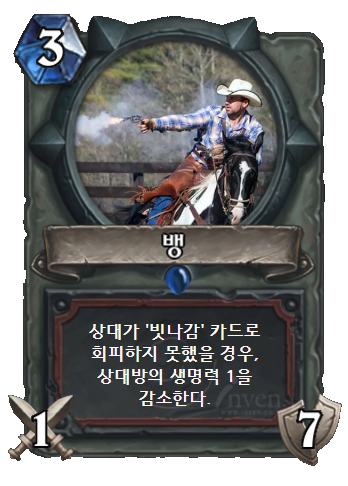 3
뱅
상대가 '빗나감' 카드로
회피하지 못했을 경우,
상대방의 생명력 1을
감소한다.
1
7